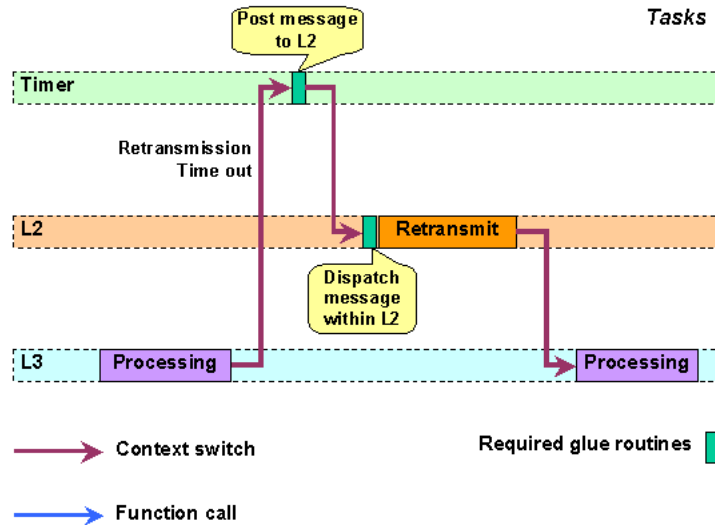 Tasks
Post message
to L2
Timer
Retransmission
Time out
L2
Retransmit
Dispatch
message
within L2
L3
Processing
Processing
Context switch
Required glue routines
Function call